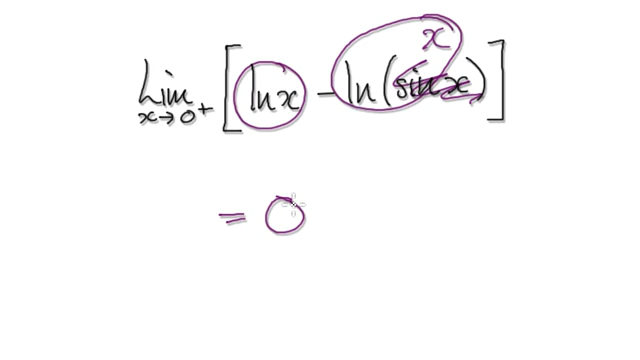 x
Lim x→0+ [ln x − ln(sin x)]
= 0